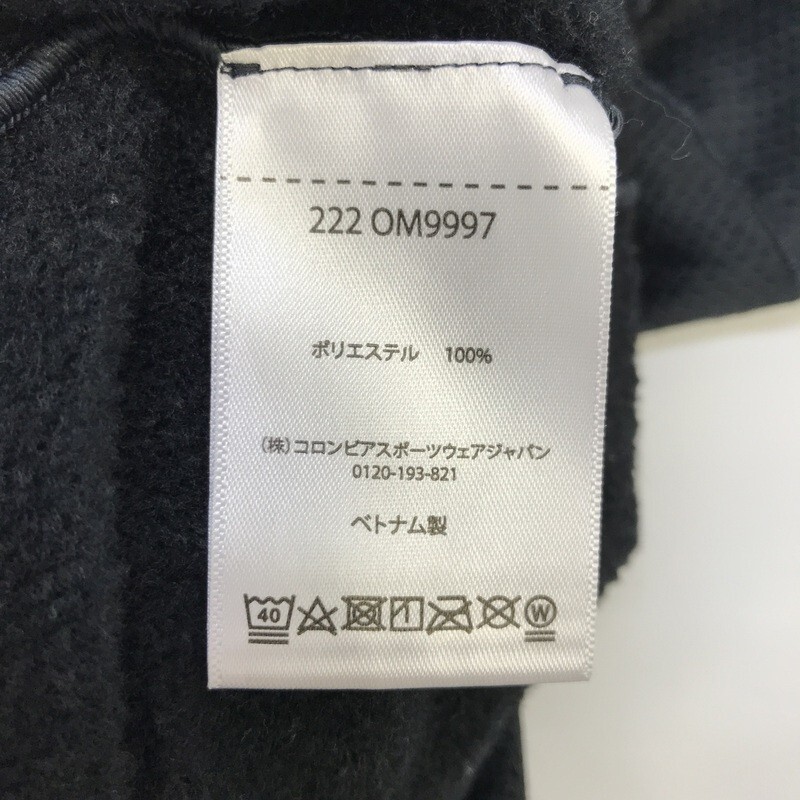 222 OM9997
ポリエステル 100%
(株)コロンビアスポーツウェアジャパン
0120-193-821
ベトナム製
40 W